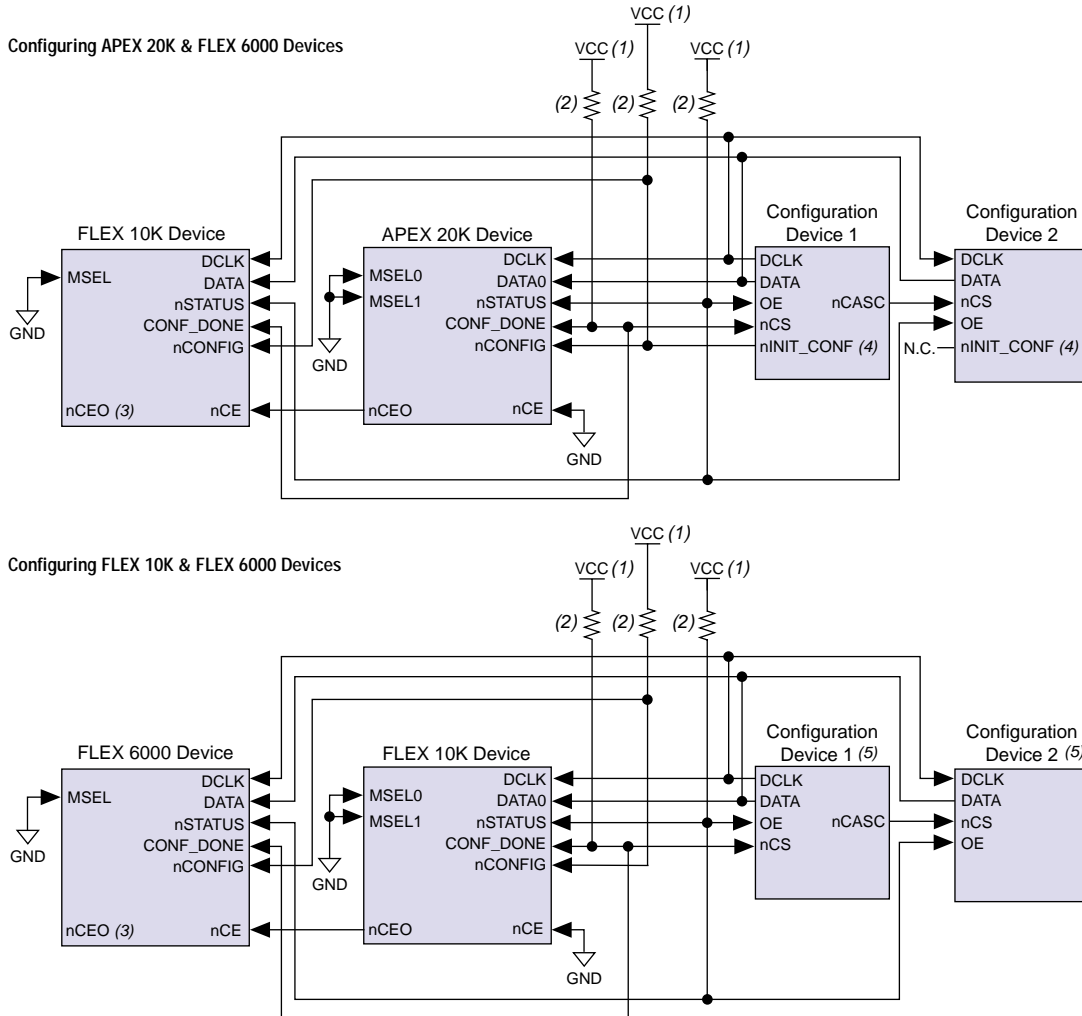 VCC (1)
Configuring APEX 20K & FLEX 6000 Devices
VCC (1)
VCC (1)
(2)
(2)
(2)
FLEX 10K Device
APEX 20K Device
Configuration
Device 1
Configuration
Device 2
MSEL
DCLK
DATA
nSTATUS
CONF_DONE
nCONFIG
nCEO (3)
nCE
GND
MSEL0
MSEL1
DCLK
DATA0
nSTATUS
CONF_DONE
nCONFIG
nCEO
nCE
GND
GND
DCLK
DATA
OE
nCASC
nCS
nINIT_CONF (4)
DCLK
DATA
nCS
OE
N.C.
nINIT_CONF (4)
VCC (1)
Configuring FLEX 10K & FLEX 6000 Devices
VCC (1)
VCC (1)
(2)
(2)
(2)
FLEX 6000 Device
FLEX 10K Device
Configuration
Device 1 (5)
Configuration
Device 2 (5)
MSEL
DCLK
DATA
nSTATUS
CONF_DONE
nCONFIG
nCEO (3)
nCE
GND
MSEL0
MSEL1
DCLK
DATA0
nSTATUS
CONF_DONE
nCONFIG
nCEO
nCE
GND
GND
DCLK
DATA
OE
nCASC
nCS
DCLK
DATA
nCS
OE